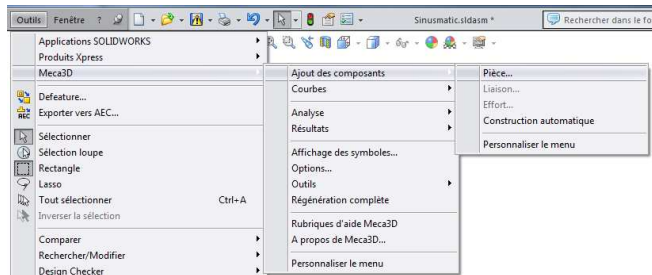 Outils Fenêtre ? Sinusmatic.sldasm * Rechercher dans le fo
Applications SOLIDWORKS
Produits Xpress
Meca3D
Defeature...
Exporter vers AEC...
Sélectionner
Sélection loupe
Rectangle
Lasso
Tout sélectionner Ctrl+A
Inverser la sélection
Comparer
Rechercher/Modifier
Design Checker
Ajout des composants
Courbes
Analyse
Résultats
Affichage des symboles...
Options...
Outils
Régénération complète
Rubriques d'aide Meca3D
A propos de Meca3D...
Personnaliser le menu
Pièce...
Liaison...
Effort...
Construction automatique
Personnaliser le menu